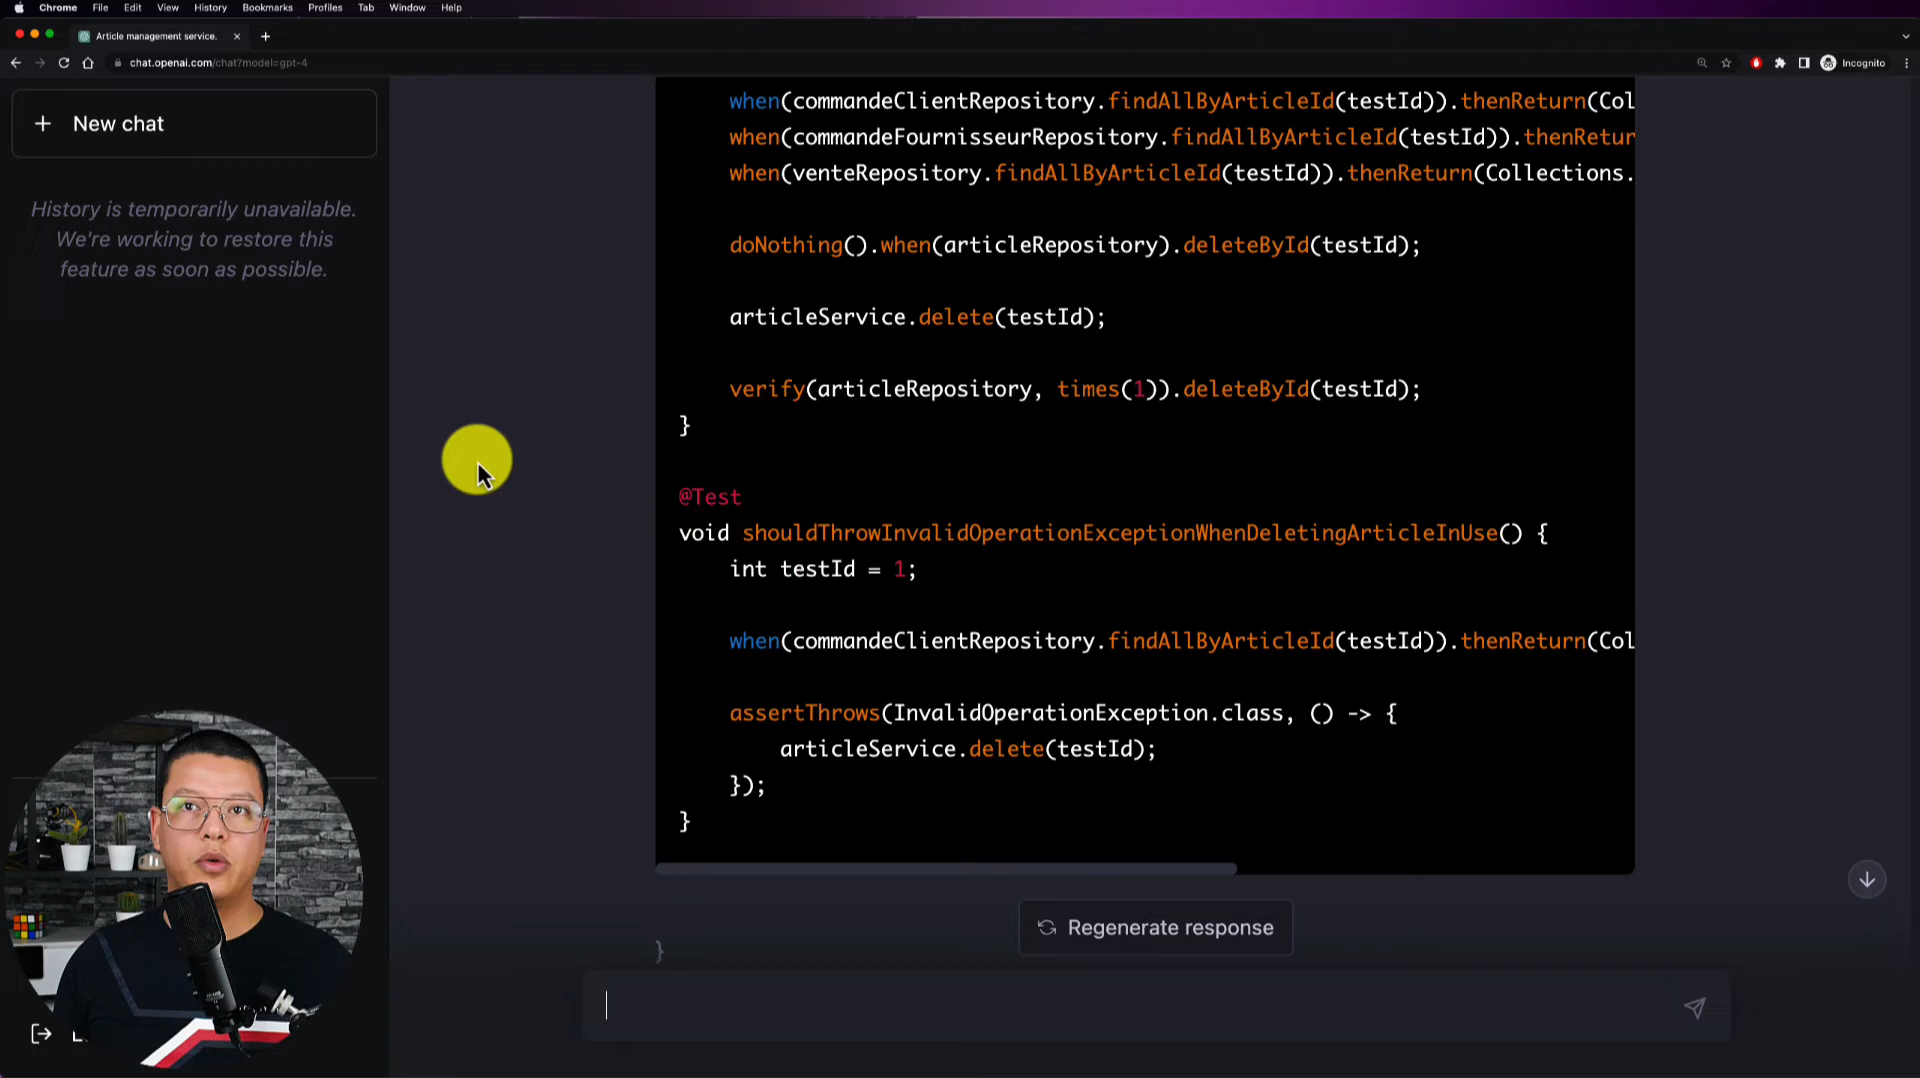 Chrome File Edit View History Bookmarks Profiles Tab Window Help
Article management service.
chat.openai.com/chat?model=gpt-4
Incognito
New chat
History is temporarily unavailable.
We're working to restore this
feature as soon as possible.
when(commandeClientRepository.findAllByArticleId(testId)).thenReturn(Col
when(commandeFournisseurRepository.findAllByArticleId(testId)).thenRetur
when(venteRepository.findAllByArticleId(testId)).thenReturn(Collections.
doNothing().when(articleRepository).deleteById(testId);
articleService.delete(testId);
verify(articleRepository, times(1)).deleteById(testId);
}
@Test
void shouldThrowInvalidOperationExceptionWhenDeletingArticleInUse() {
int testId = 1;
when(commandeClientRepository.findAllByArticleId(testId)).thenReturn(Col
assertThrows(InvalidOperationException.class, () -> {
articleService.delete(testId);
});
}
Regenerate response
}